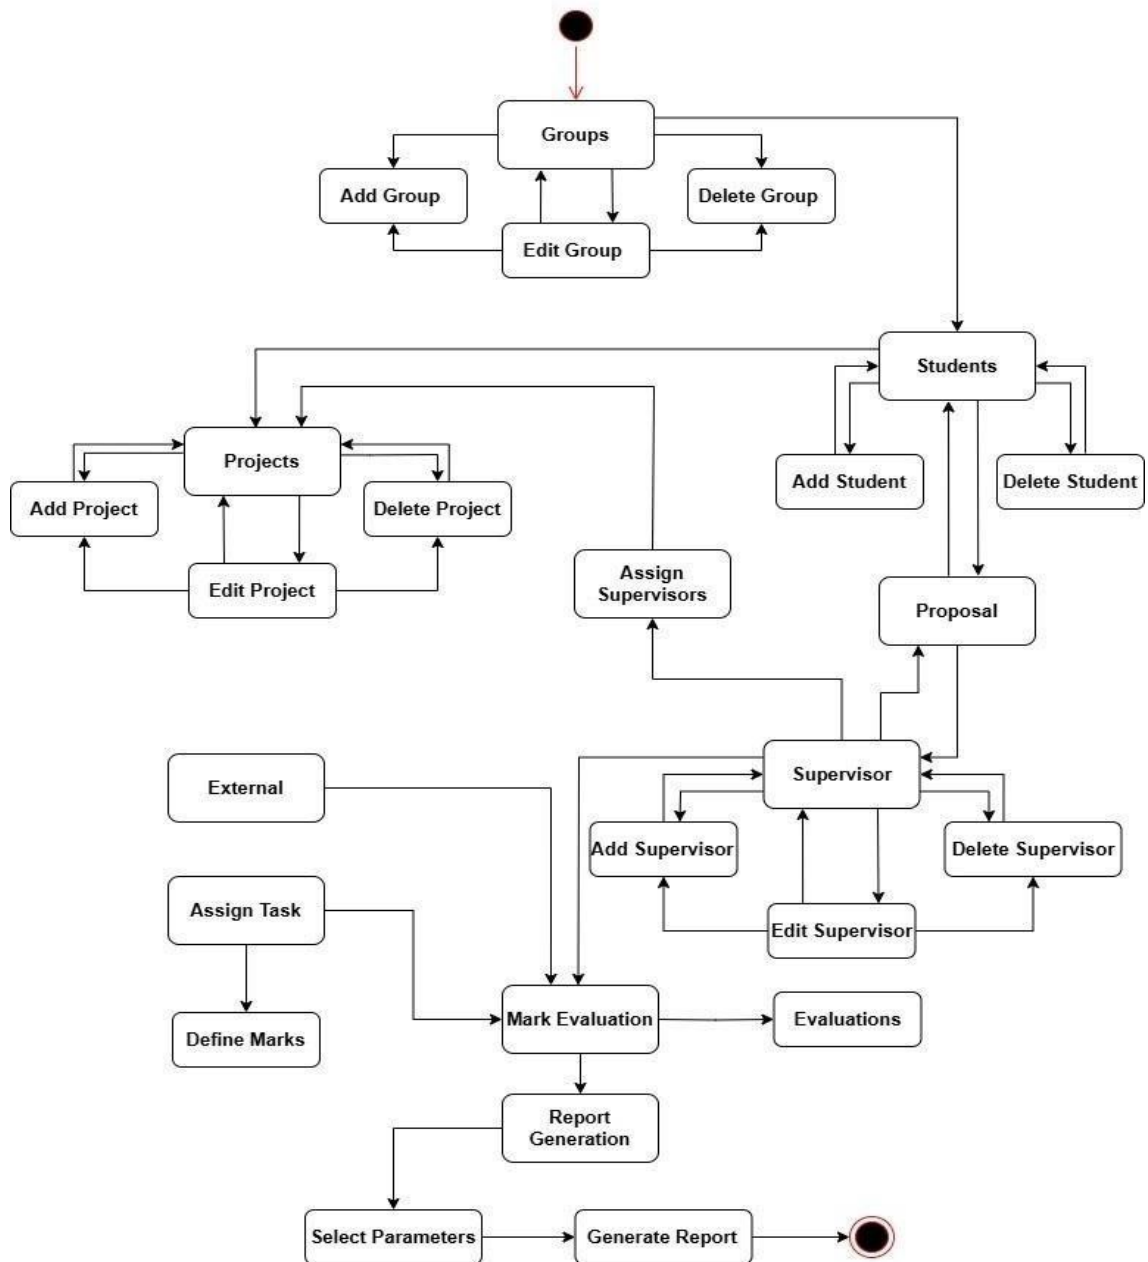 Groups
Add Group
Delete Group
Edit Group
Students
Projects
Add Student
Delete Student
Add Project
Delete Project
Edit Project
Assign
Supervisors
Proposal
External
Supervisor
Add Supervisor
Delete Supervisor
Assign Task
Edit Supervisor
Mark Evaluation
Evaluations
Define Marks
Report
Generation
Select Parameters
Generate Report